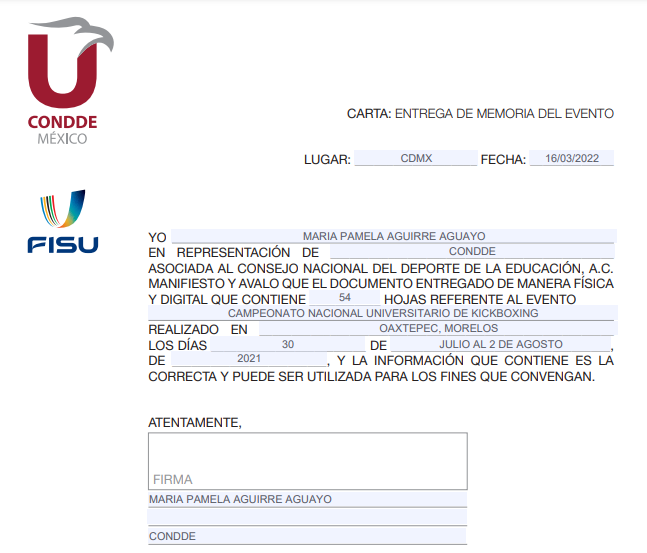 U
CONDDE
MÉXICO
CARTA: ENTREGA DE MEMORIA DEL EVENTO
LUGAR: CDMX FECHA: 16/03/2022
FISU
YO MARIA PAMELA AGUIRRE AGUAYO
EN REPRESENTACIÓN DE CONDDE
ASOCIADA AL CONSEJO NACIONAL DEL DEPORTE DE LA EDUCACIÓN, A.C.
MANIFIESTO Y AVALO QUE EL DOCUMENTO ENTREGADO DE MANERA FÍSICA
Y DIGITAL QUE CONTIENE 54 HOJAS REFERENTE AL EVENTO
CAMPEONATO NACIONAL UNIVERSITARIO DE KICKBOXING
REALIZADO EN OAXTEPEC, MORELOS
LOS DÍAS 30 DE JULIO AL 2 DE AGOSTO,
DE 2021, Y LA INFORMACIÓN QUE CONTIENE ES LA
CORRECTA Y PUEDE SER UTILIZADA PARA LOS FINES QUE CONVENGAN.
ATENTAMENTE,
FIRMA
MARIA PAMELA AGUIRRE AGUAYO
CONDDE